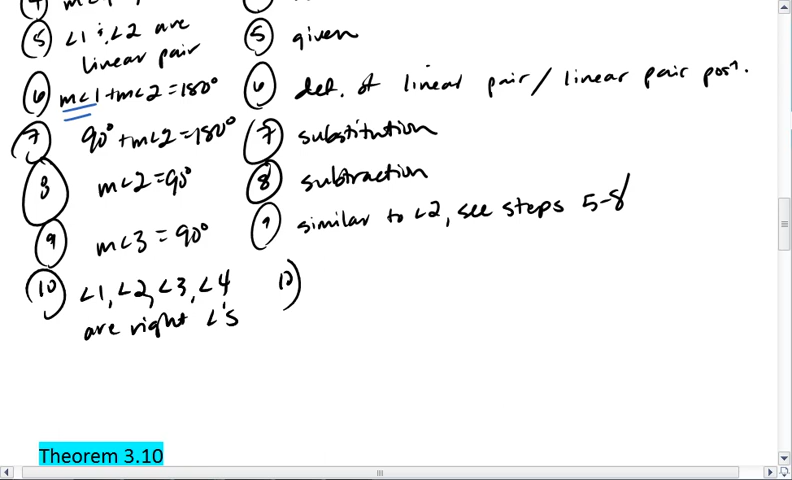 ④ m∠
⑤ ∠1 & ∠2 are ⑤ given
linear pair
⑥ m∠1 + m∠2 = 180° ⑥ def. of linear pair / linear pair post.
⑦ 90° + m∠2 = 180° ⑦ substitution
⑧ m∠2 = 90° ⑧ subtraction
⑨ m∠3 = 90° ⑨ similar to ∠2, see steps 5-8
⑩ ∠1, ∠2, ∠3, ∠4 10)
are right ∠'s
Theorem 3.10